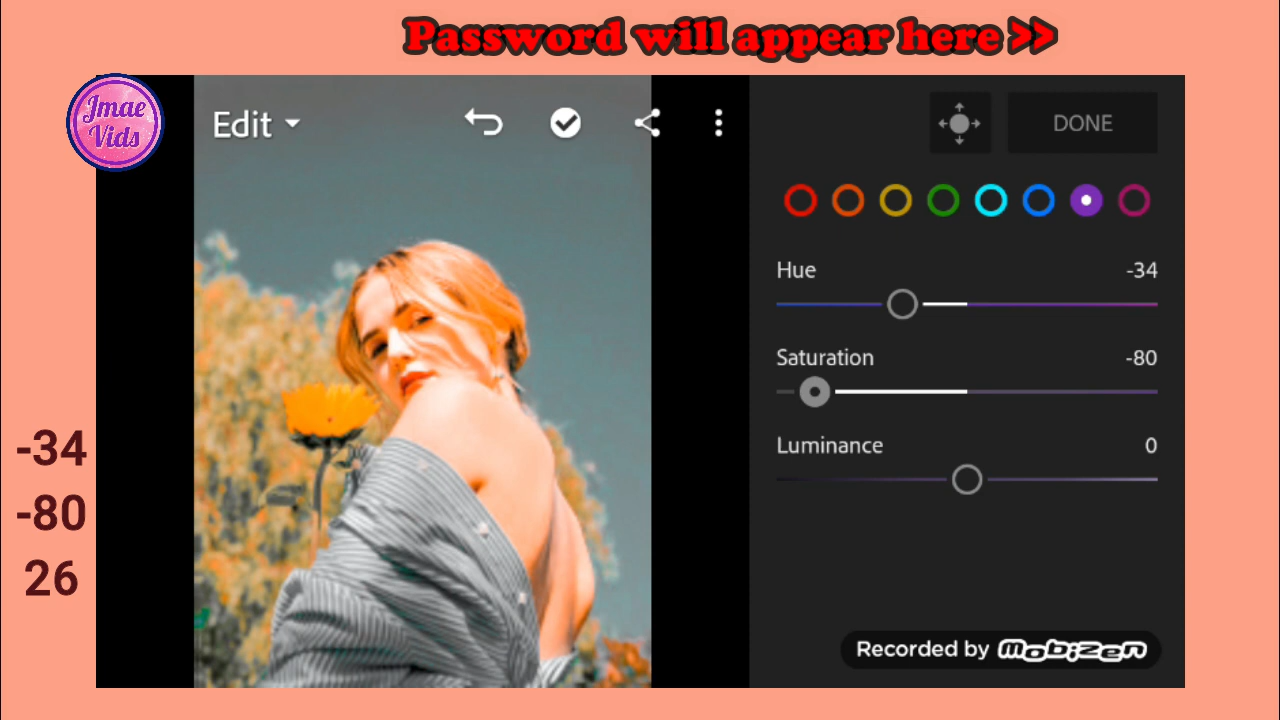 Password will appear here >>
Jmae
Vids
Edit
DONE
Hue -34
Saturation -80
Luminance 0
-34
-80
26
Recorded by Mobizen